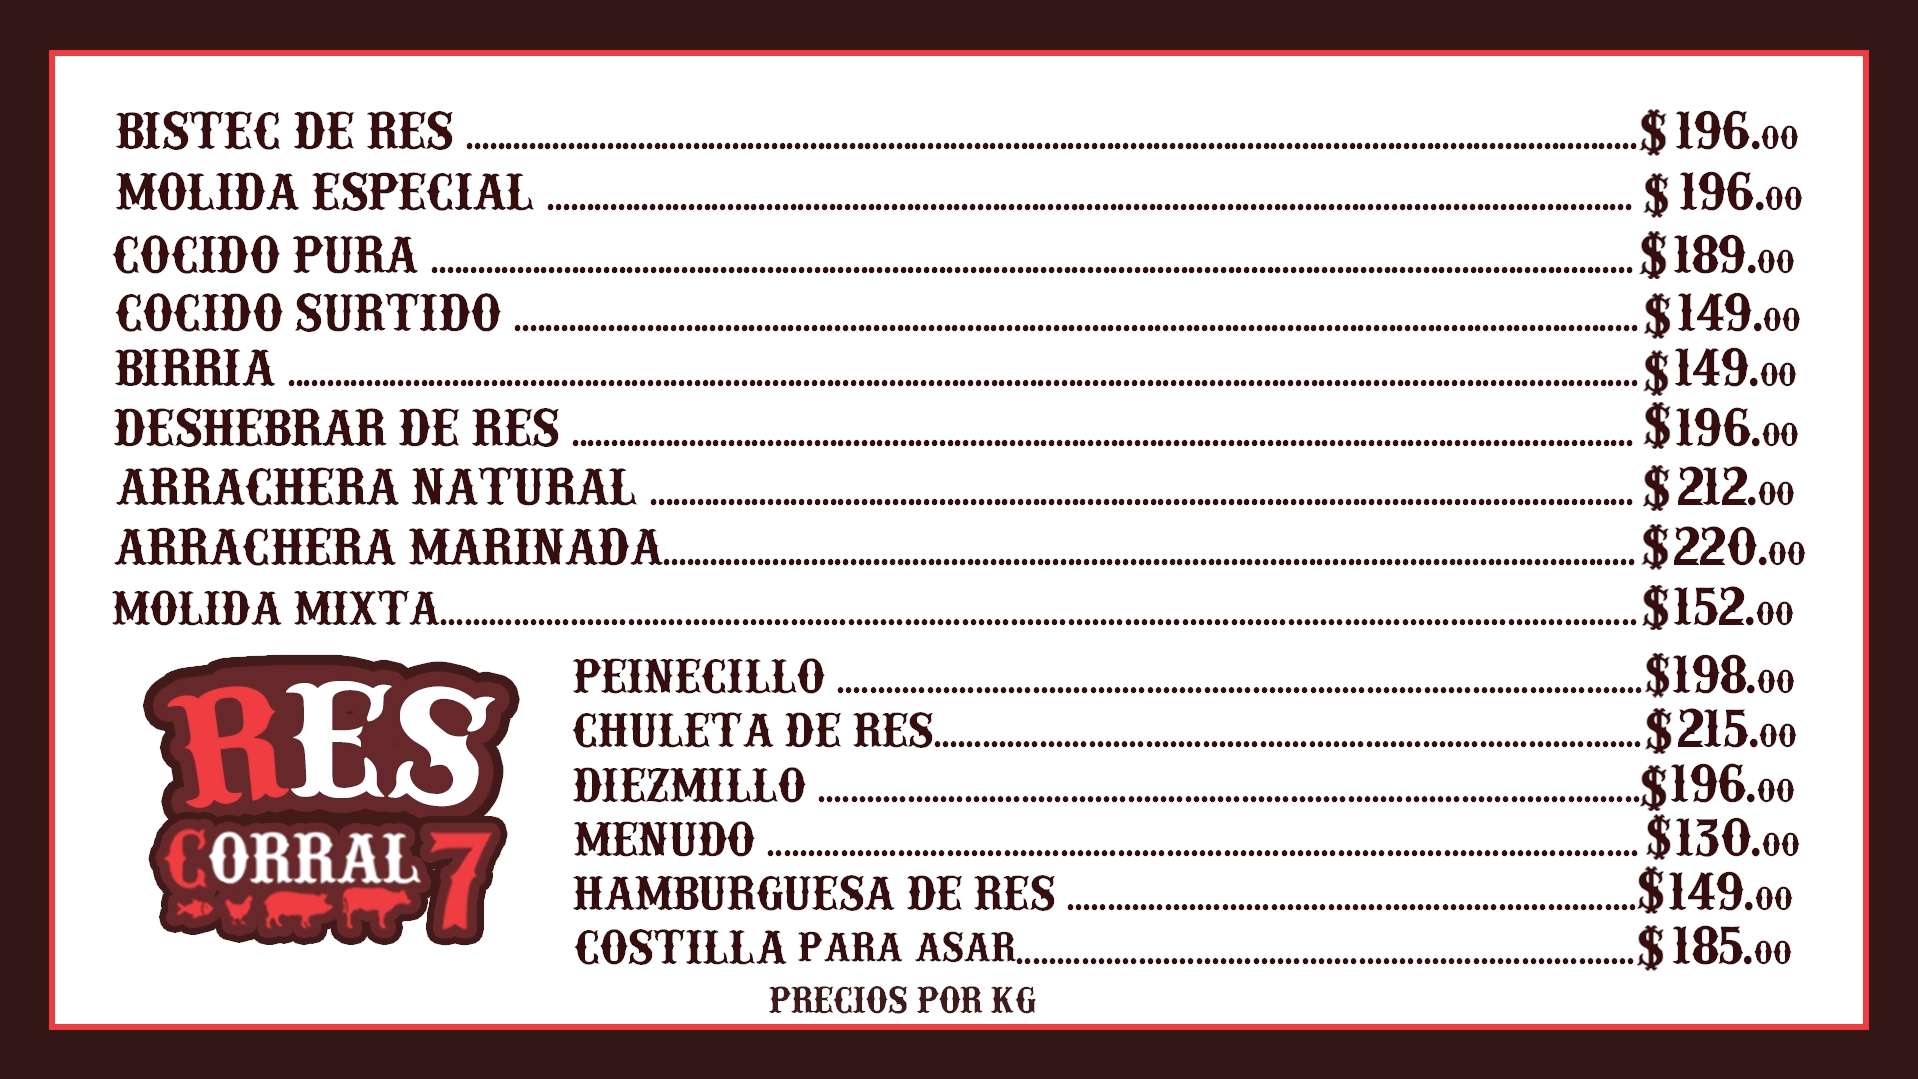 BISTEC DE RES ........ $196.00
MOLIDA ESPECIAL ........ $196.00
COCIDO PURA ........ $189.00
COCIDO SURTIDO ........ $149.00
BIRRIA ........ $149.00
DESHEBRAR DE RES ........ $196.00
ARRACHERA NATURAL ........ $212.00
ARRACHERA MARINADA........ $220.00
MOLIDA MIXTA........ $152.00
PEINECILLO ........ $198.00
CHULETA DE RES........ $215.00
DIEZMILLO ........ $196.00
MENUDO ........ $130.00
HAMBURGUESA DE RES ........ $149.00
COSTILLA PARA ASAR........ $185.00
RES
CORRAL 7
PRECIOS POR KG